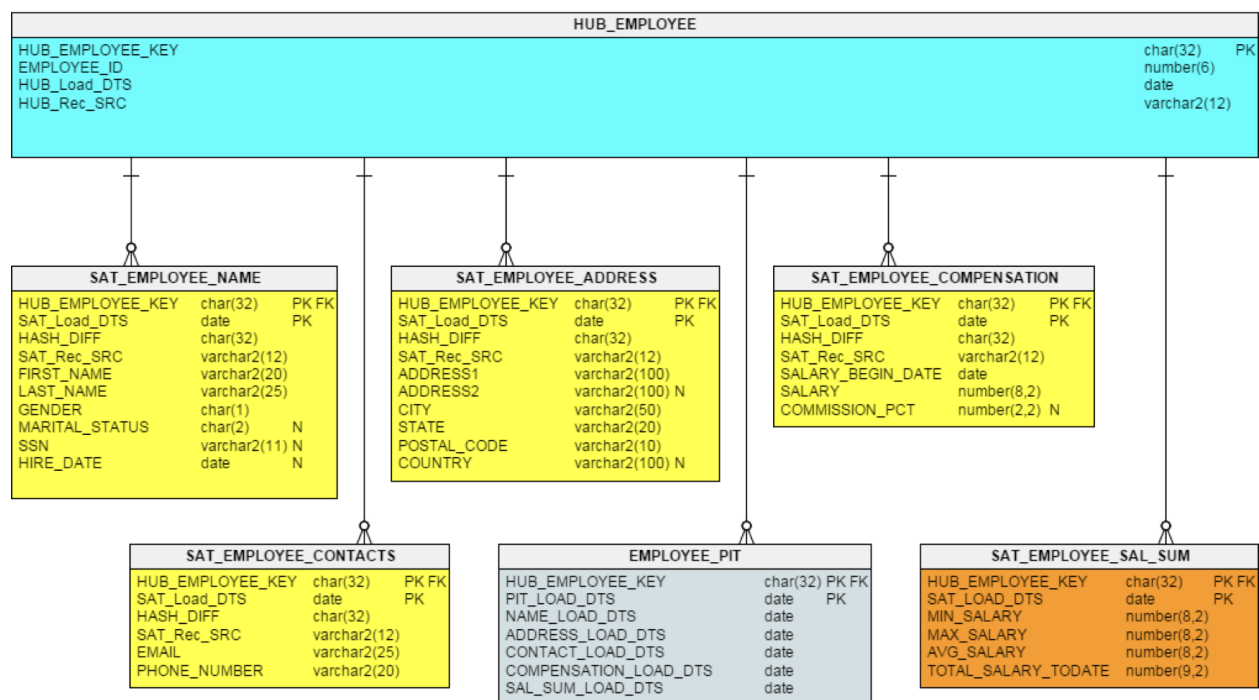 HUB_EMPLOYEE
HUB_EMPLOYEE_KEY char(32) PK
EMPLOYEE_ID number(6)
HUB_Load_DTS date
HUB_Rec_SRC varchar2(12)
SAT_EMPLOYEE_NAME
HUB_EMPLOYEE_KEY char(32) PK FK
SAT_Load_DTS date PK
HASH_DIFF char(32)
SAT_Rec_SRC varchar2(12)
FIRST_NAME varchar2(20)
LAST_NAME varchar2(25)
GENDER char(1)
MARITAL_STATUS char(2) N
SSN varchar2(11) N
HIRE_DATE date N
SAT_EMPLOYEE_ADDRESS
HUB_EMPLOYEE_KEY char(32) PK FK
SAT_Load_DTS date PK
HASH_DIFF char(32)
SAT_Rec_SRC varchar2(12)
ADDRESS1 varchar2(100)
ADDRESS2 varchar2(100) N
CITY varchar2(50)
STATE varchar2(20)
POSTAL_CODE varchar2(10)
COUNTRY varchar2(100) N
SAT_EMPLOYEE_COMPENSATION
HUB_EMPLOYEE_KEY char(32) PK FK
SAT_Load_DTS date PK
HASH_DIFF char(32)
SAT_Rec_SRC varchar2(12)
SALARY_BEGIN_DATE date
SALARY number(8,2)
COMMISSION_PCT number(2,2) N
SAT_EMPLOYEE_CONTACTS
HUB_EMPLOYEE_KEY char(32) PK FK
SAT_Load_DTS date PK
HASH_DIFF char(32)
SAT_Rec_SRC varchar2(12)
EMAIL varchar2(25)
PHONE_NUMBER varchar2(20)
EMPLOYEE_PIT
HUB_EMPLOYEE_KEY char(32) PK FK
PIT_LOAD_DTS date PK
NAME_LOAD_DTS date
ADDRESS_LOAD_DTS date
CONTACT_LOAD_DTS date
COMPENSATION_LOAD_DTS date
SAL_SUM_LOAD_DTS date
SAT_EMPLOYEE_SAL_SUM
HUB_EMPLOYEE_KEY char(32) PK FK
SAT_LOAD_DTS date PK
MIN_SALARY number(8,2)
MAX_SALARY number(8,2)
AVG_SALARY number(8,2)
TOTAL_SALARY_TODATE number(9,2)